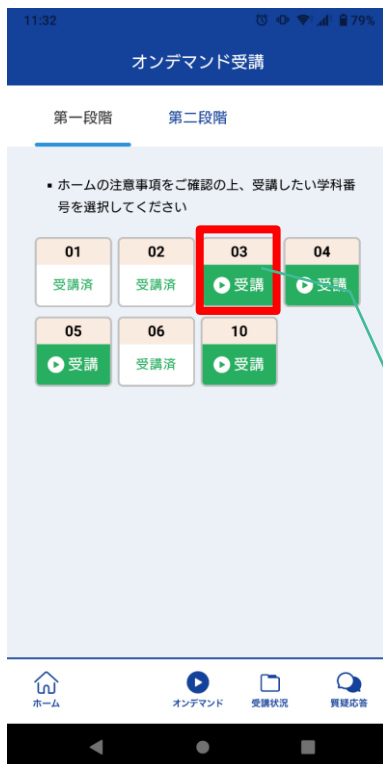 11:32
79%
オンデマンド受講
第一段階 第二段階
▪ ホームの注意事項をご確認の上、受講したい学科番
号を選択してください
01 02 03 04
受講済 受講済 受講 受講
05 06 10
受講 受講済 受講
ホーム オンデマンド 受講状況 質疑応答